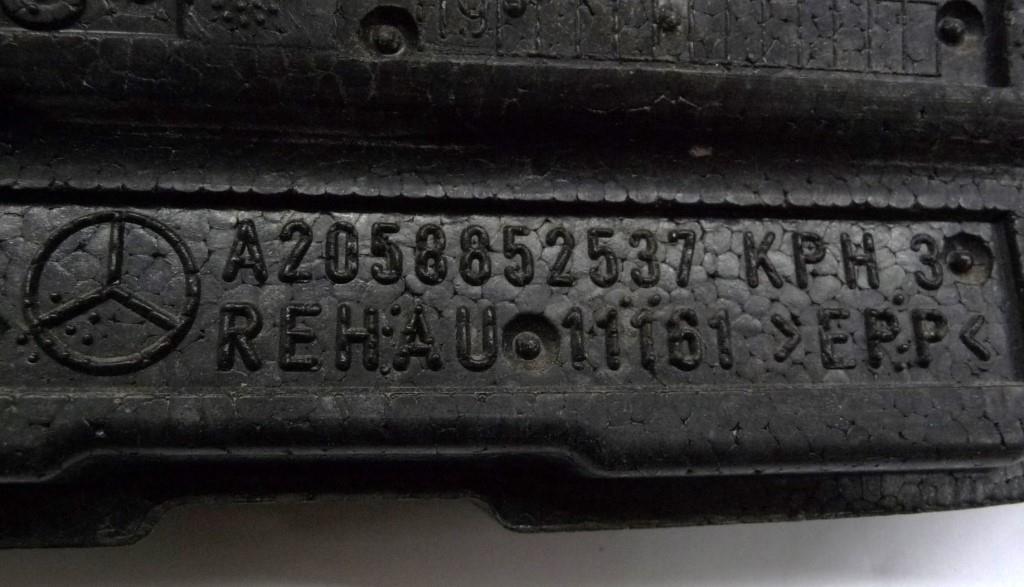 A2058852537 KPH 3
REHAU 11161 >EPP<